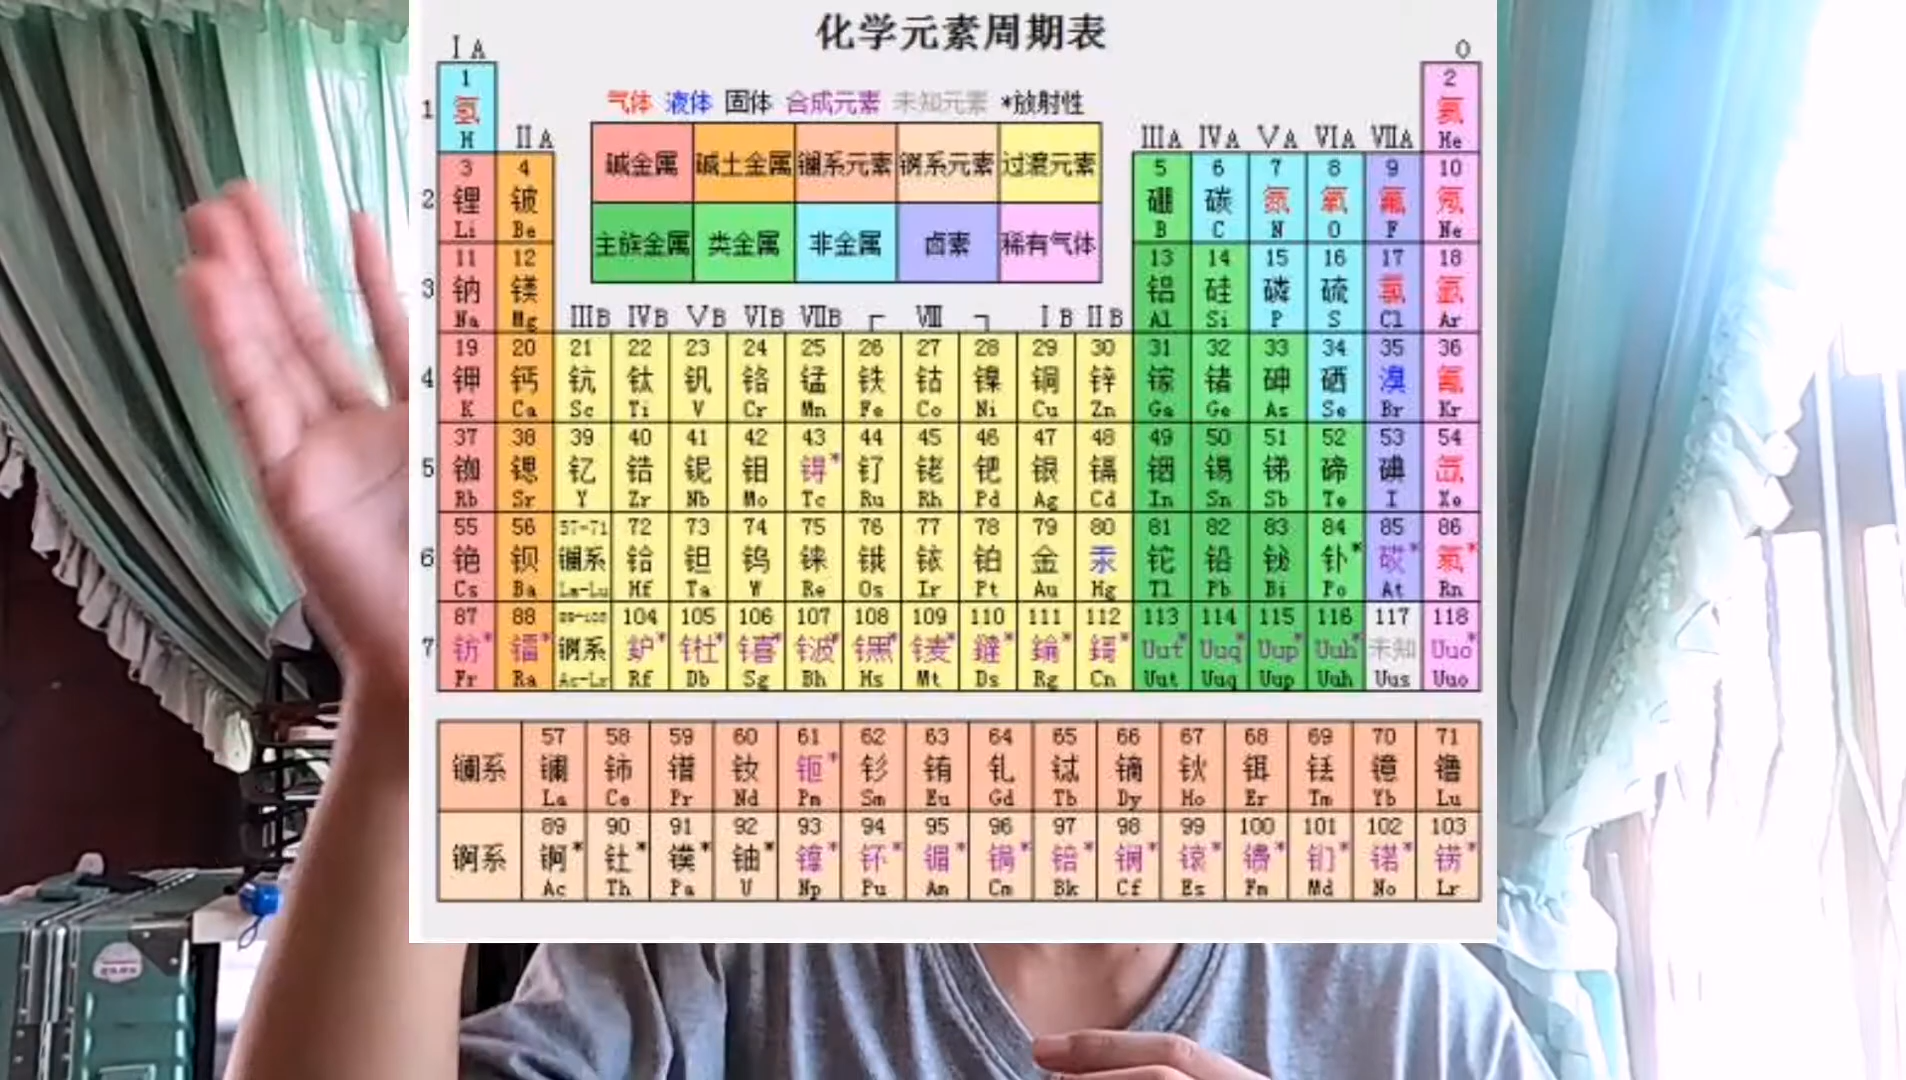 化学元素周期表
ⅠA 0
1 2
气体 液体 固体 合成元素 未知元素 *放射性
1 氢 氦
H ⅡA ⅢA ⅣA ⅤA ⅥA ⅦA He
碱金属 碱土金属 镧系元素 锕系元素 过渡元素
主族金属 类金属 非金属 卤素 稀有气体
3 4 5 6 7 8 9 10
2 锂 铍 硼 碳 氮 氧 氟 氖
Li Be B C N O F Ne
11 12 13 14 15 16 17 18
3 钠 镁 铝 硅 磷 硫 氯 氩
Na Mg ⅢB ⅣB ⅤB ⅥB ⅦB Ⅷ ⅠB ⅡB Al Si P S Cl Ar
19 20 21 22 23 24 25 26 27 28 29 30 31 32 33 34 35 36
4 钾 钙 钪 钛 钒 铬 锰 铁 钴 镍 铜 锌 镓 锗 砷 硒 溴 氪
K Ca Sc Ti V Cr Mn Fe Co Ni Cu Zn Ga Ge As Se Br Kr
37 38 39 40 41 42 43 44 45 46 47 48 49 50 51 52 53 54
5 铷 锶 钇 锆 铌 钼 锝* 钌 铑 钯 银 镉 铟 锡 锑 碲 碘 氙
Rb Sr Y Zr Nb Mo Tc Ru Rh Pd Ag Cd In Sn Sb Te I Xe
55 56 57-71 72 73 74 75 76 77 78 79 80 81 82 83 84 85 86
6 铯 钡 镧系 铪 钽 钨 铼 锇 铱 铂 金 汞 铊 铅 铋 钋* 砹* 氡*
Cs Ba La-Lu Hf Ta W Re Os Ir Pt Au Hg Tl Pb Bi Po At Rn
87 88 89-103 104 105 106 107 108 109 110 111 112 113 114 115 116 117 118
7 钫* 镭* 锕系 𬬻* 𬭊* 𬭳* 𬭛* 𬭶* 鿏* 𫟼* 𬬭* 鿔* Uut* Uuq* Uup* Uuh* 未知 Uuo*
Fr Ra Ac-Lr Rf Db Sg Bh Hs Mt Ds Rg Cn Uut Uuq Uup Uuh Uus Uuo
57 58 59 60 61 62 63 64 65 66 67 68 69 70 71
镧系 镧 铈 镨 钕 钷* 钐 铕 钆 铽 镝 钬 铒 铥 镱 镥
La Ce Pr Nd Pm Sm Eu Gd Tb Dy Ho Er Tm Yb Lu
89 90 91 92 93 94 95 96 97 98 99 100 101 102 103
锕系 锕* 钍* 镤* 铀* 镎* 钚* 镅* 锔* 锫* 锎* 锿* 镄* 钔* 锘* 铹*
Ac Th Pa U Np Pu Am Cm Bk Cf Es Fm Md No Lr